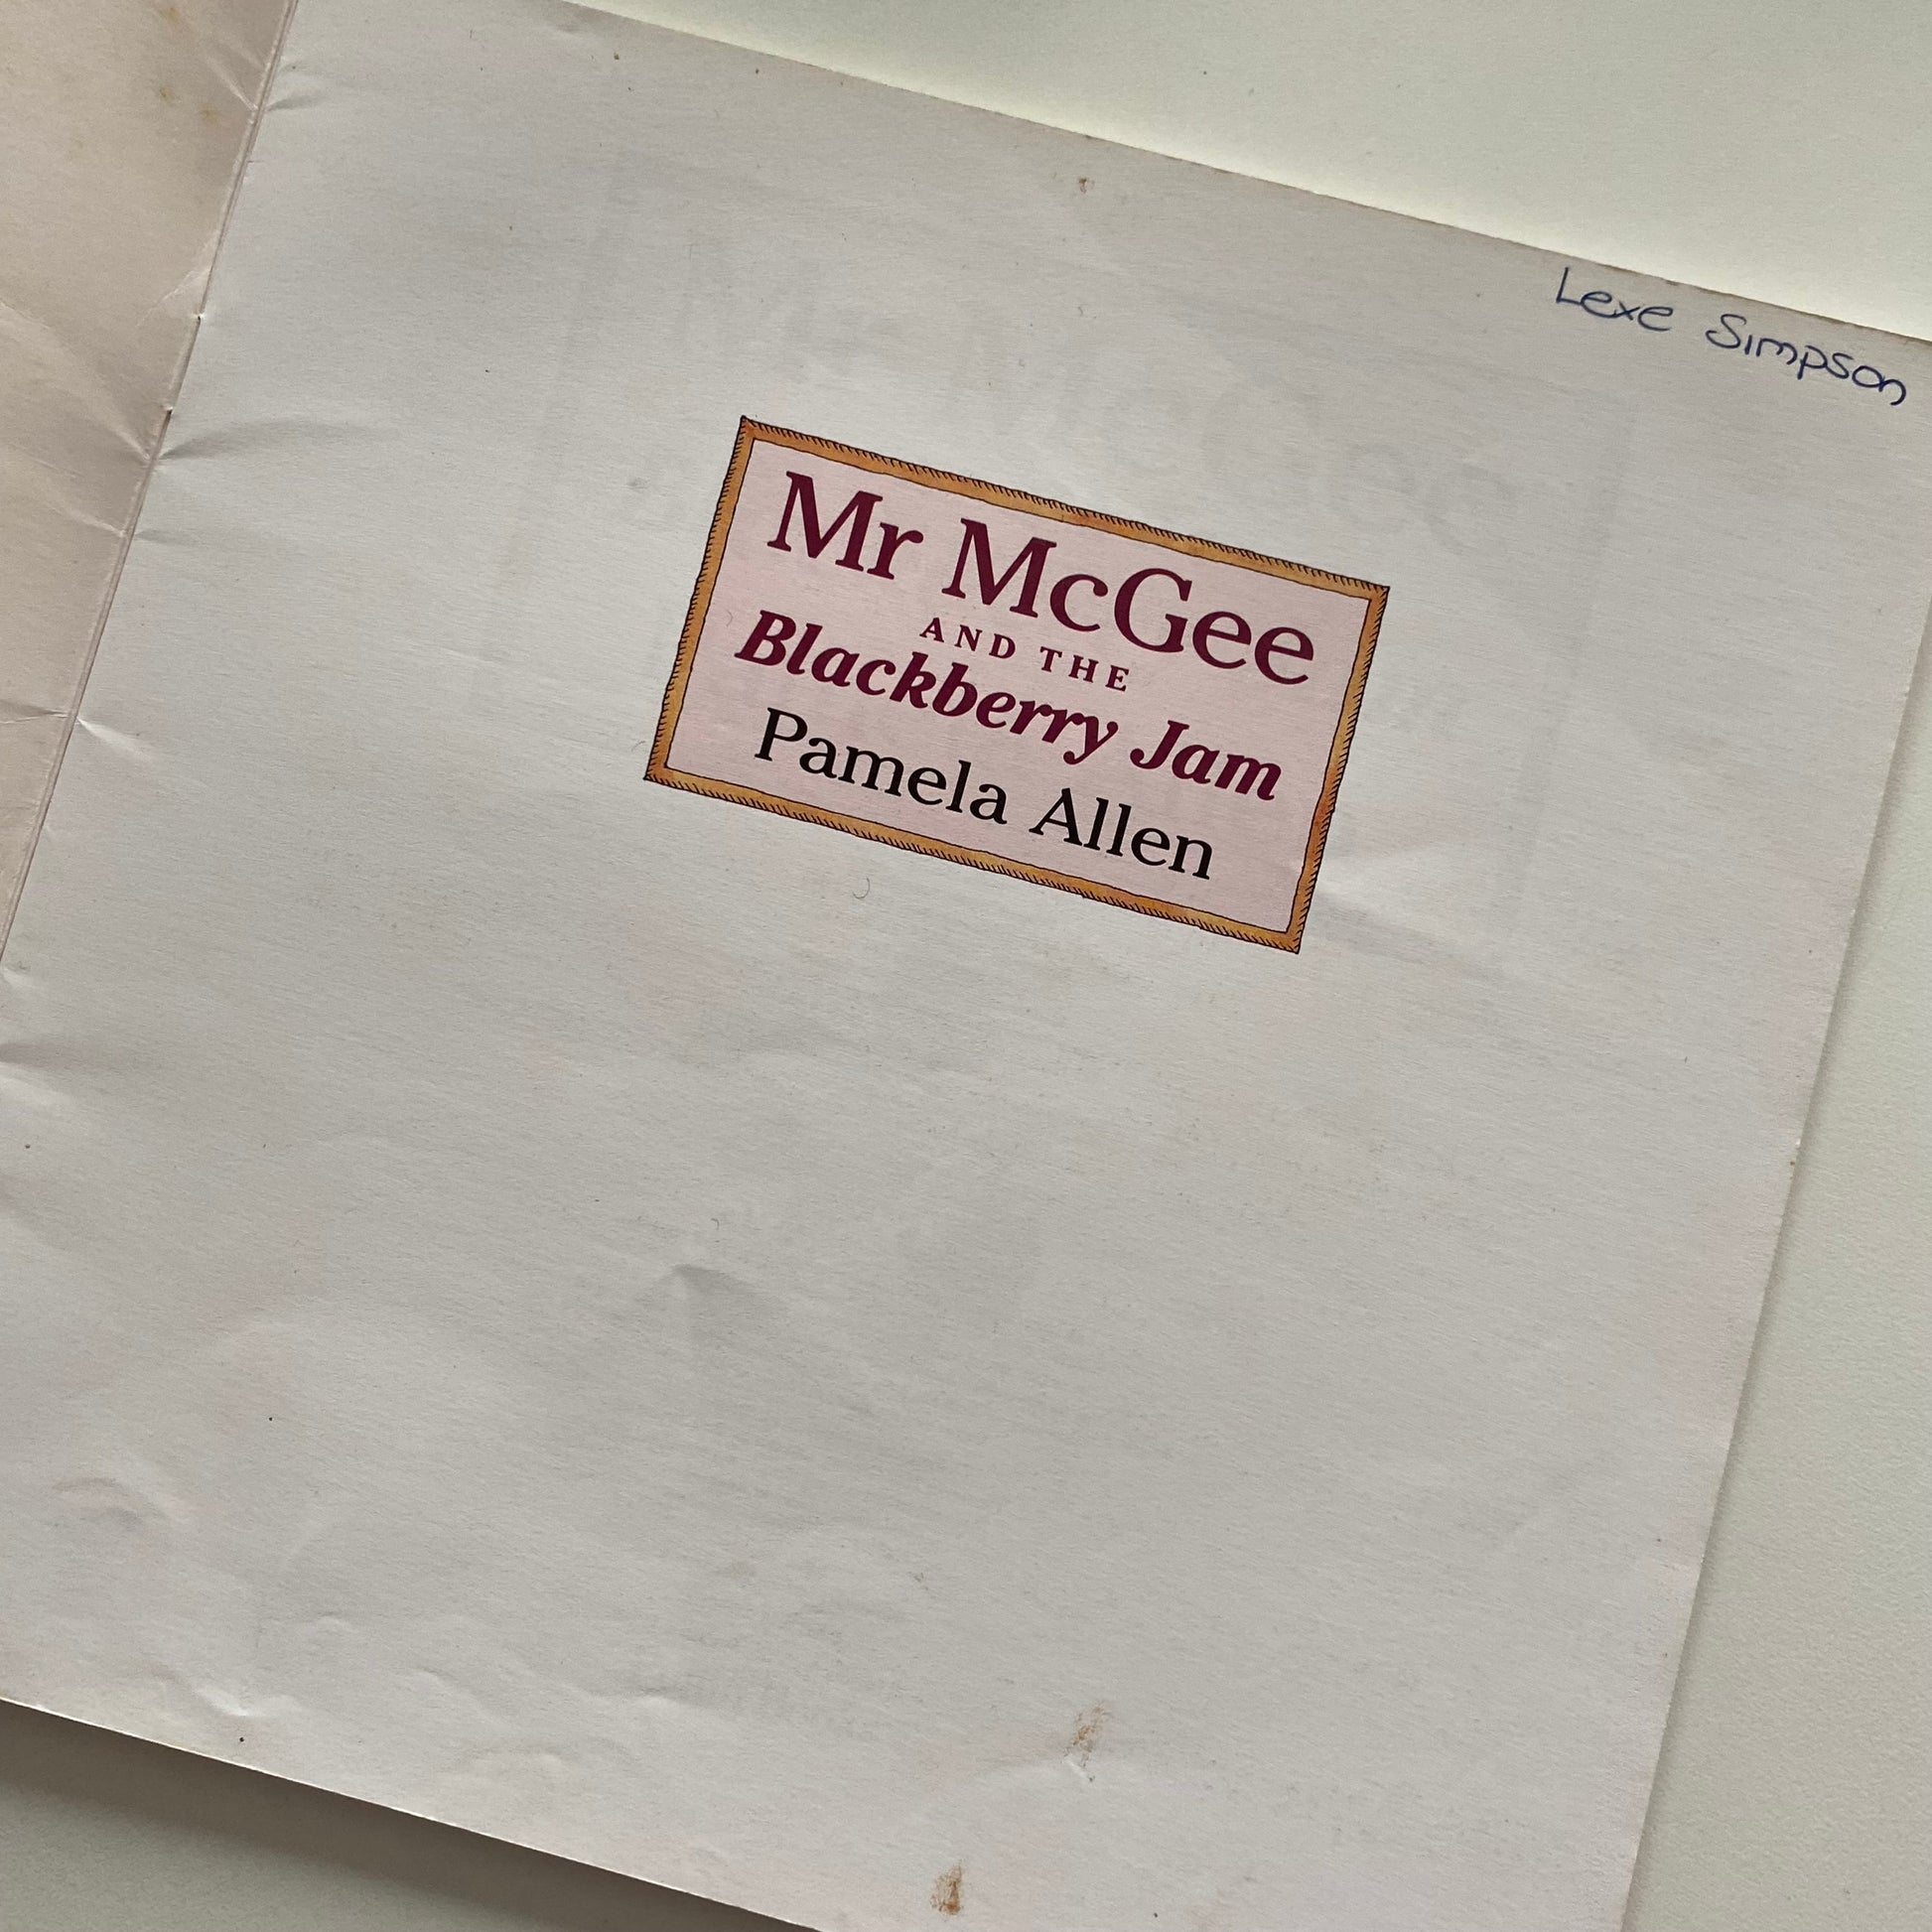 Lexe Simpson
Mr McGee
AND THE
Blackberry Jam
Pamela Allen